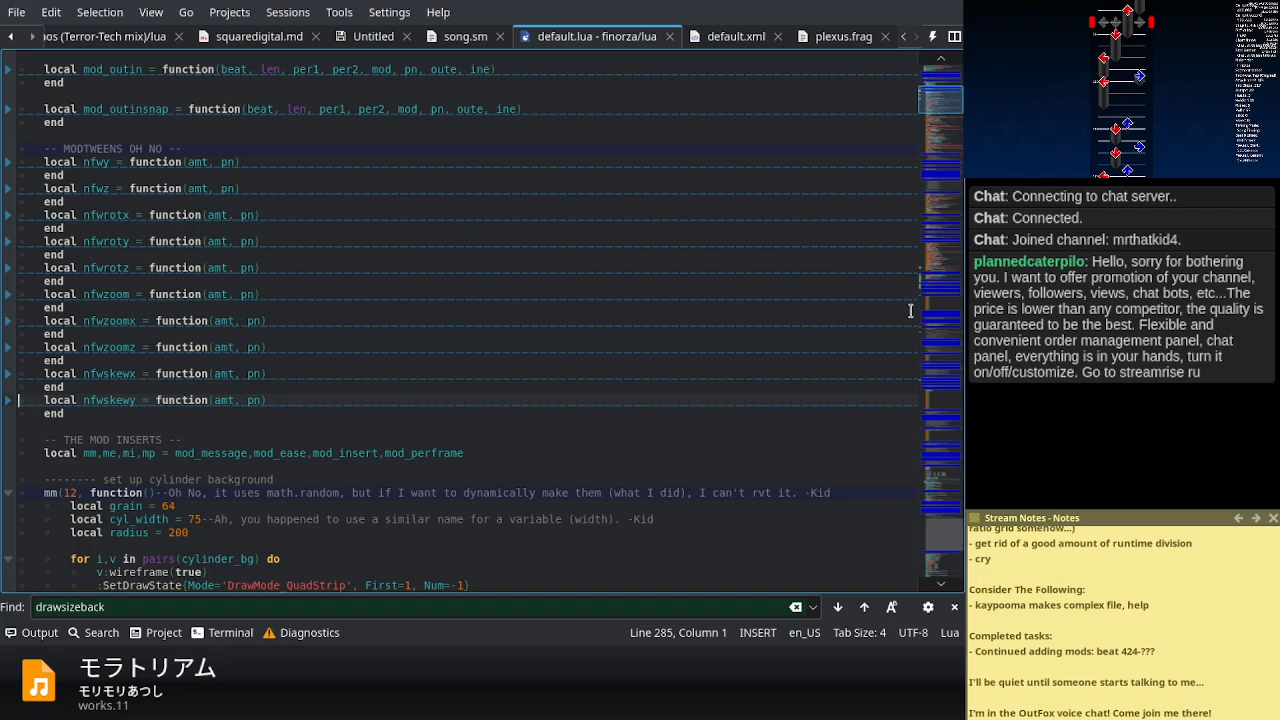 File Edit Selection View Go Projects Sessions Tools Settings Help
os (Terror-Tech mix)/lua squaredigital.md Untitled default.lua - finorza/lua default.xml plexus.frag
local mod_outin = function len, per1, per2, mod, pn, oute, ine)
end
local mod_outinease = function(beat, len, per1, per2, mod, pn, oute, ine)
end
-- NOTWEENS OH NO! --
local nfwy = function(amt, pn)
end
local nfwz = function(amt, pn)
end
local nfwrotx = function(amt, pn)
end
local nfwroty = function(amt, pn)
end
local nfwrotz = function(amt, pn)
end
local nfwzoom = function(amt, pn)
end
local nfwzoomx = function(amt, pn)
end
local nfwzoomz = function(amt, pn)
end
local nfwskewx = function(amt, pn)
end
local nfwskewy = function(amt, pn)
end
-- THE MOD INSERTS --
local mm,me,mi,mp = mod_message,mod_ease,mod_insert,mod_perframe
-------- set up cylinder background
mm(12, function() --Oh No, it uses math.random, but if I want to dynamically make them (what I did), I can't rvt it. -Kid
local grain = 64
local cyl_width = 75--Ah, you happened to use a similar name for a variable (width). -Kid
local radius = 200
for i,v in pairs(cylinder_bg) do
v.wireframe(true)
:SetDrawState{Mode='DrawMode_QuadStrip', First=1, Num=-1}
Find: drawsizeback
Output Search Project Terminal Diagnostics Line 285, Column 1 INSERT en_US Tab Size: 4 UTF-8 Lua
モラトリアム
モリモリあつし
works.11
Chat: Connecting to chat server..
Chat: Connected.
Chat: Joined channel: mrthatkid4.
plannedcaterpilo: Hello, sorry for bothering
you. I want to offer promotion of your channel,
viewers, followers, views, chat bots, etc...The
price is lower than any competitor, the quality is
guaranteed to be the best. Flexible and
convenient order management panel, chat
panel, everything is in your hands, turn it
on/off/customize. Go to streamrise ru
Stream Notes - Notes
ratio grid somehow...)
- get rid of a good amount of runtime division
- cry
Consider The Following:
- kaypooma makes complex file, help
Completed tasks:
- Continued adding mods: beat 424-???
I'll be quiet until someone starts talking to me...
I'm in the OutFox voice chat! Come join me there!